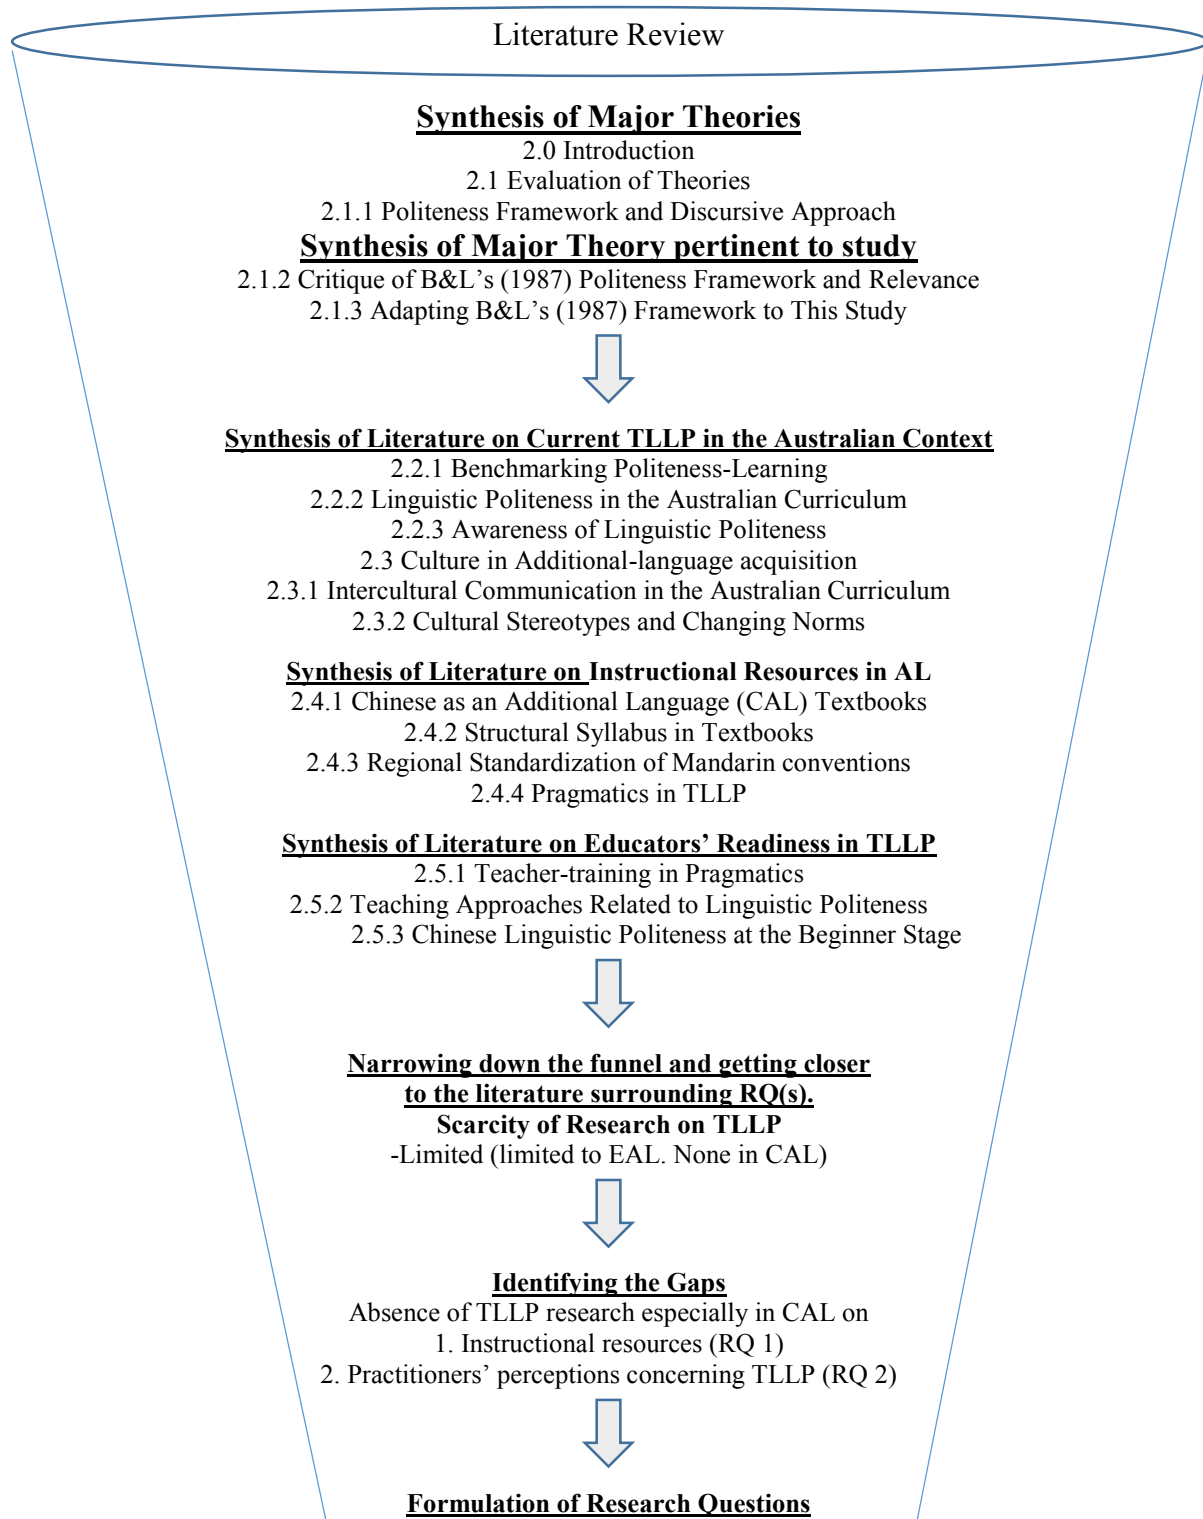 Literature Review
Synthesis of Major Theories
2.0 Introduction
2.1 Evaluation of Theories
2.1.1 Politeness Framework and Discursive Approach
Synthesis of Major Theory pertinent to study
2.1.2 Critique of B&L’s (1987) Politeness Framework and Relevance
2.1.3 Adapting B&L’s (1987) Framework to This Study
Synthesis of Literature on Current TLLP in the Australian Context
2.2.1 Benchmarking Politeness-Learning
2.2.2 Linguistic Politeness in the Australian Curriculum
2.2.3 Awareness of Linguistic Politeness
2.3 Culture in Additional-language acquisition
2.3.1 Intercultural Communication in the Australian Curriculum
2.3.2 Cultural Stereotypes and Changing Norms
Synthesis of Literature on Instructional Resources in AL
2.4.1 Chinese as an Additional Language (CAL) Textbooks
2.4.2 Structural Syllabus in Textbooks
2.4.3 Regional Standardization of Mandarin conventions
2.4.4 Pragmatics in TLLP
Synthesis of Literature on Educators’ Readiness in TLLP
2.5.1 Teacher-training in Pragmatics
2.5.2 Teaching Approaches Related to Linguistic Politeness
2.5.3 Chinese Linguistic Politeness at the Beginner Stage
Narrowing down the funnel and getting closer
to the literature surrounding RQ(s).
Scarcity of Research on TLLP
-Limited (limited to EAL. None in CAL)
Identifying the Gaps
Absence of TLLP research especially in CAL on
1. Instructional resources (RQ 1)
2. Practitioners’ perceptions concerning TLLP (RQ 2)
Formulation of Research Questions